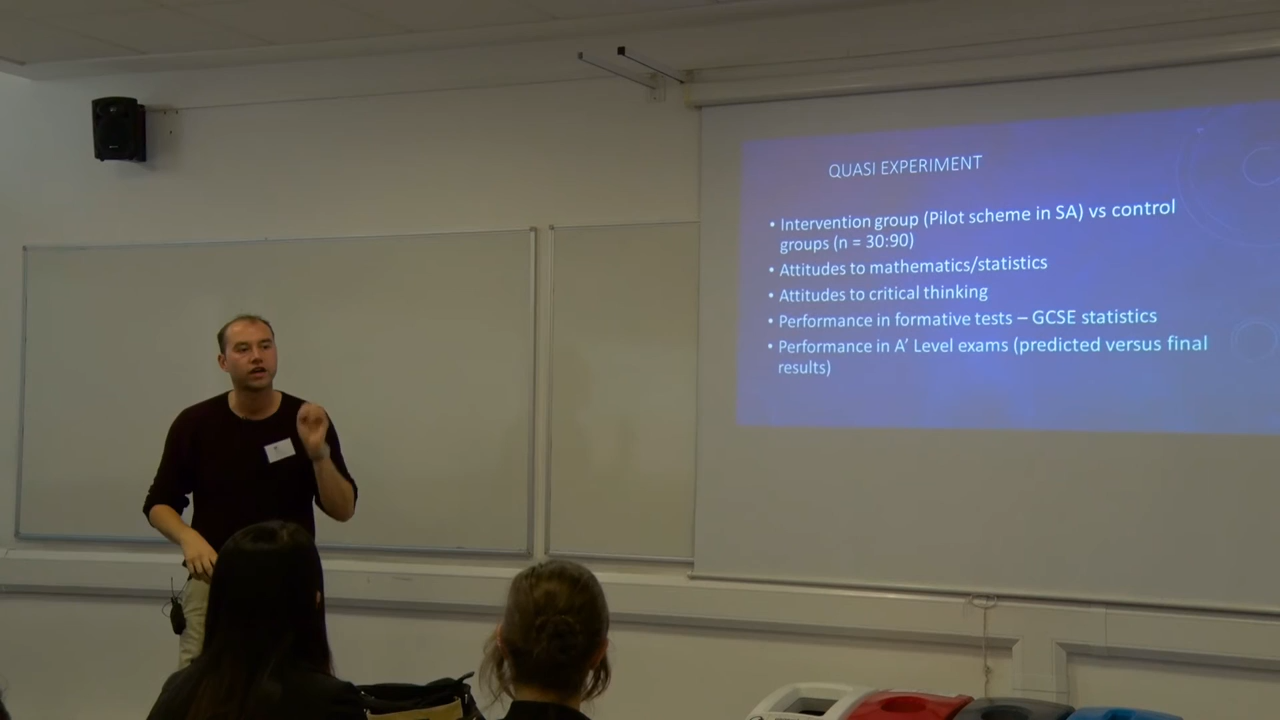 QUASI EXPERIMENT
• Intervention group (Pilot scheme in SA) vs control
groups (n = 30:90)
• Attitudes to mathematics/statistics
• Attitudes to critical thinking
• Performance in formative tests – GCSE statistics
• Performance in A’ Level exams (predicted versus final
results)